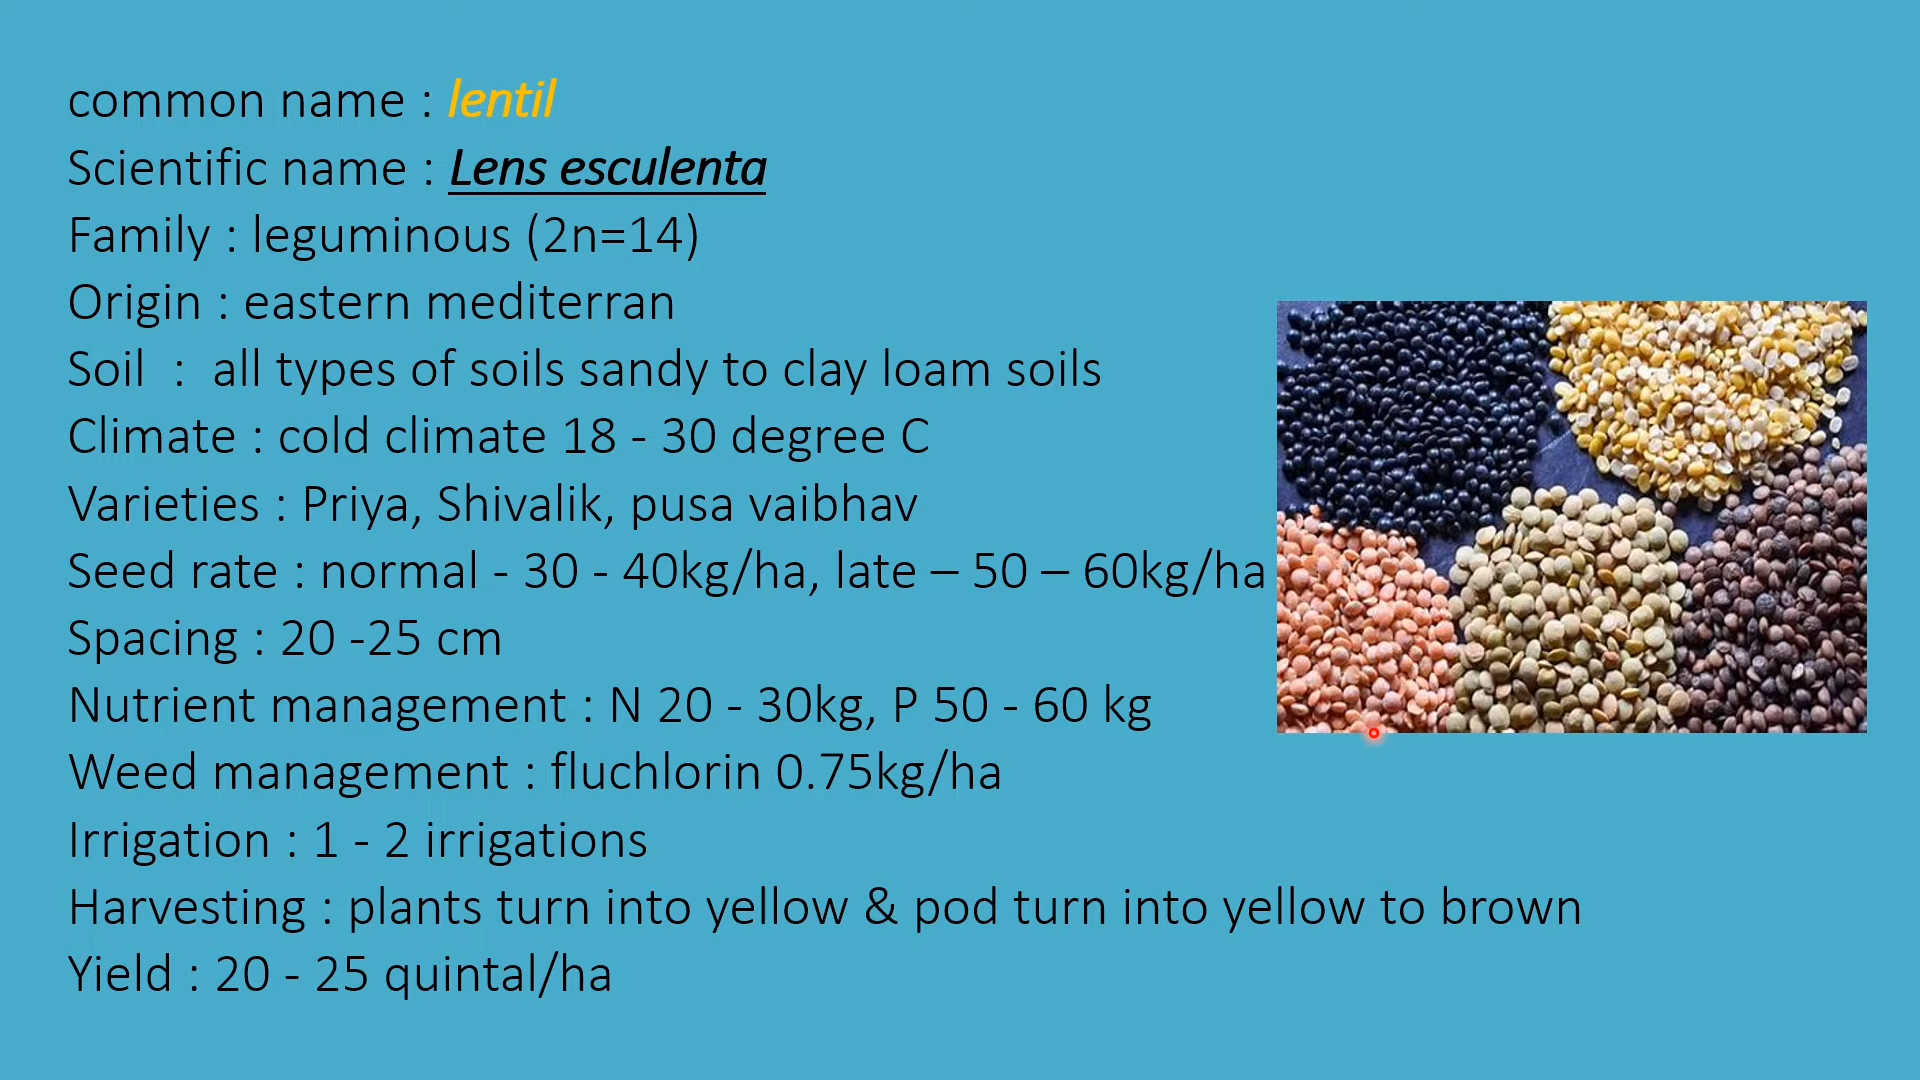 common name : lentil
Scientific name : Lens esculenta
Family : leguminous (2n=14)
Origin : eastern mediterran
Soil : all types of soils sandy to clay loam soils
Climate : cold climate 18 - 30 degree C
Varieties : Priya, Shivalik, pusa vaibhav
Seed rate : normal - 30 - 40kg/ha, late – 50 – 60kg/ha
Spacing : 20 -25 cm
Nutrient management : N 20 - 30kg, P 50 - 60 kg
Weed management : fluchlorin 0.75kg/ha
Irrigation : 1 - 2 irrigations
Harvesting : plants turn into yellow & pod turn into yellow to brown
Yield : 20 - 25 quintal/ha